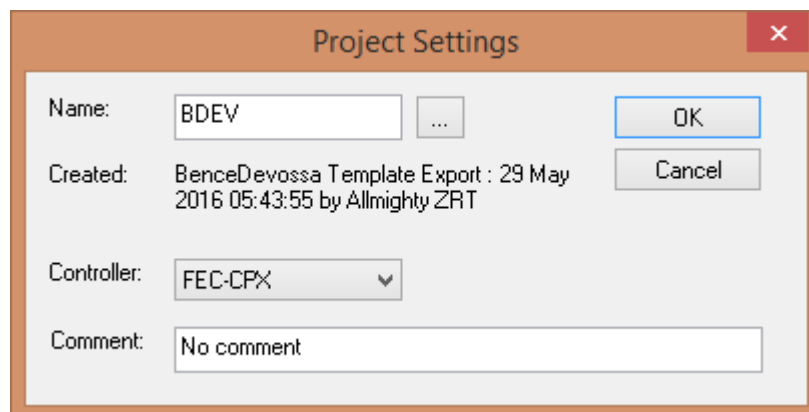 Project Settings
Name: BDEV ... OK
Created: BenceDevossa Template Export : 29 May Cancel
2016 05:43:55 by Allmighty ZRT
Controller: FEC-CPX
Comment: No comment